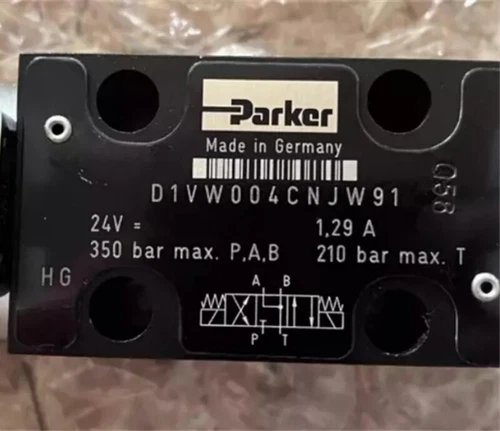 Parker
Made in Germany
D1VW004CNJW91
24V = 1,29 A
350 bar max. P,A,B 210 bar max. T
Q58
HG
A B
P T